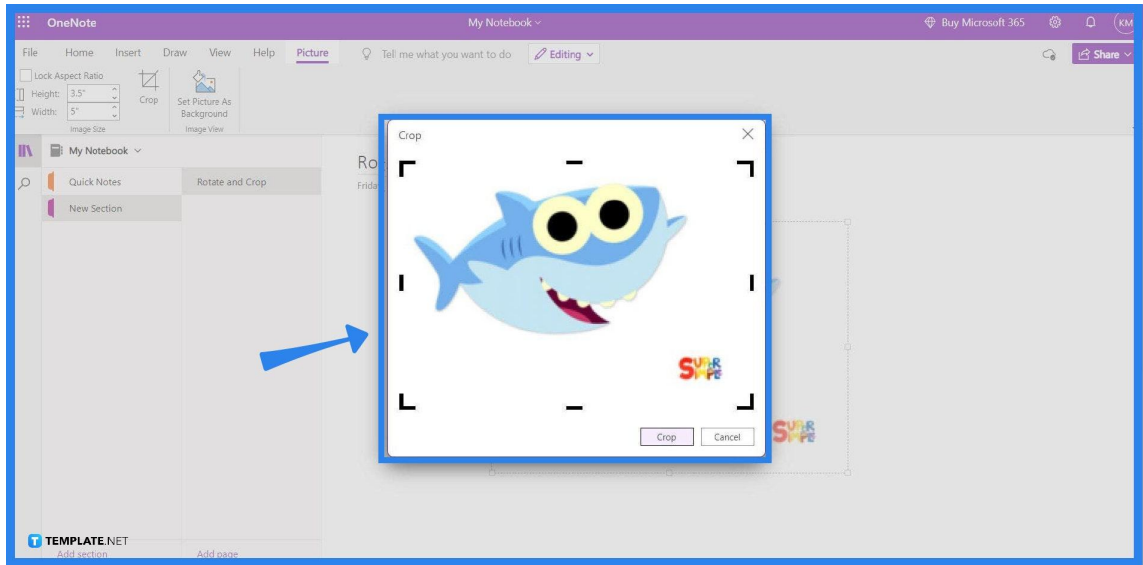 OneNote
My Notebook
Buy Microsoft 365
KM
File Home Insert Draw View Help Picture Tell me what you want to do Editing Share
Lock Aspect Ratio
Height: 3.5"
Width: 5"
Crop
Set Picture As
Background
Image Size
Image View
My Notebook
Quick Notes
New Section
Rotate and Crop
Ro
Frida
Crop
Crop Cancel
TEMPLATE.NET
Add section
Add page